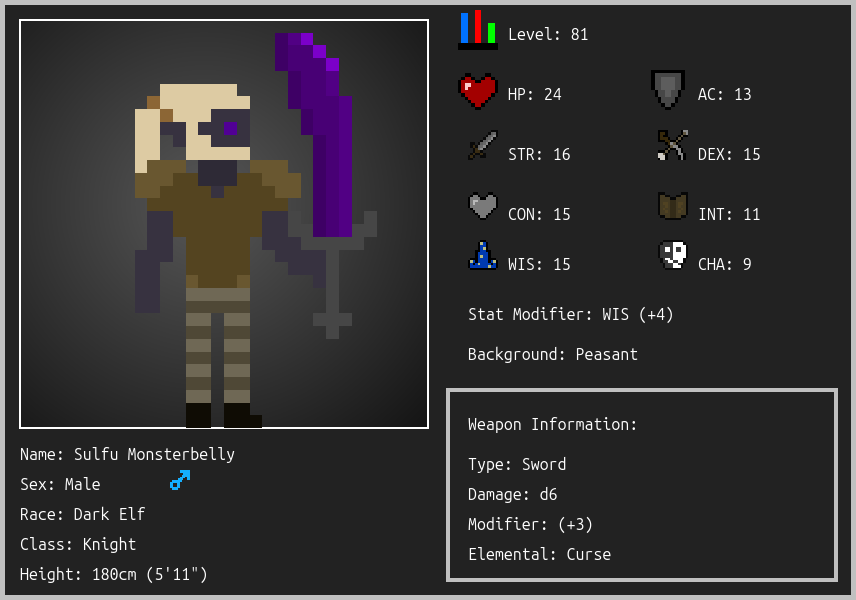 Level: 81
HP: 24
AC: 13
STR: 16
DEX: 15
CON: 15
INT: 11
WIS: 15
CHA: 9
Stat Modifier: WIS (+4)
Background: Peasant
Weapon Information:
Type: Sword
Damage: d6
Modifier: (+3)
Elemental: Curse
Name: Sulfu Monsterbelly
Sex: Male
Race: Dark Elf
Class: Knight
Height: 180cm (5'11")